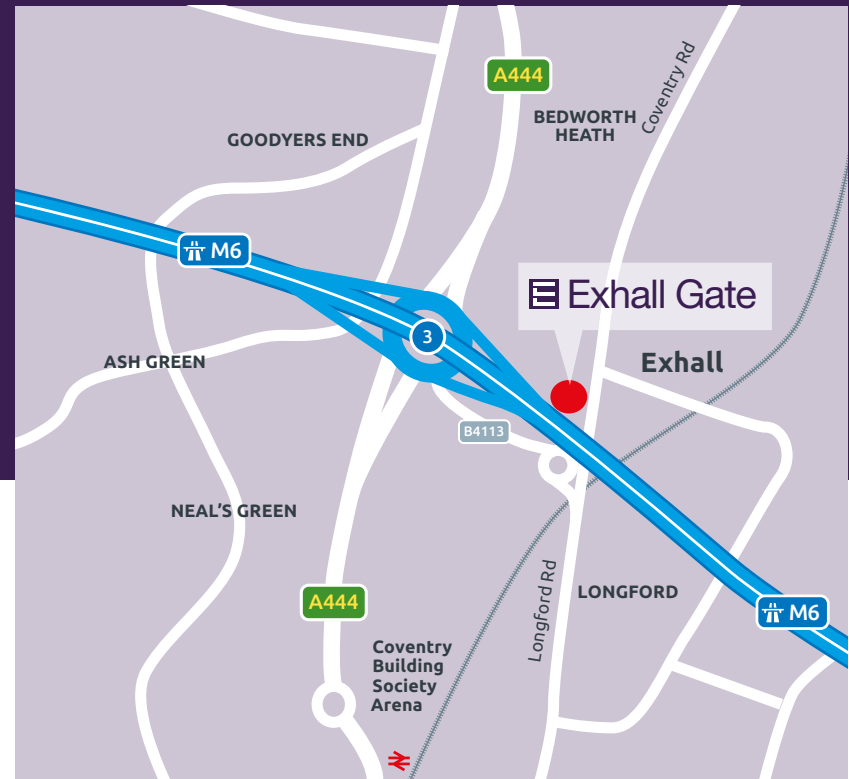 A444
Coventry Rd
BEDWORTH
HEATH
GOODYERS END
M6
Exhall Gate
3
ASH GREEN
Exhall
B4113
NEAL'S GREEN
Longford Rd
LONGFORD
A444
M6
Coventry
Building
Society
Arena